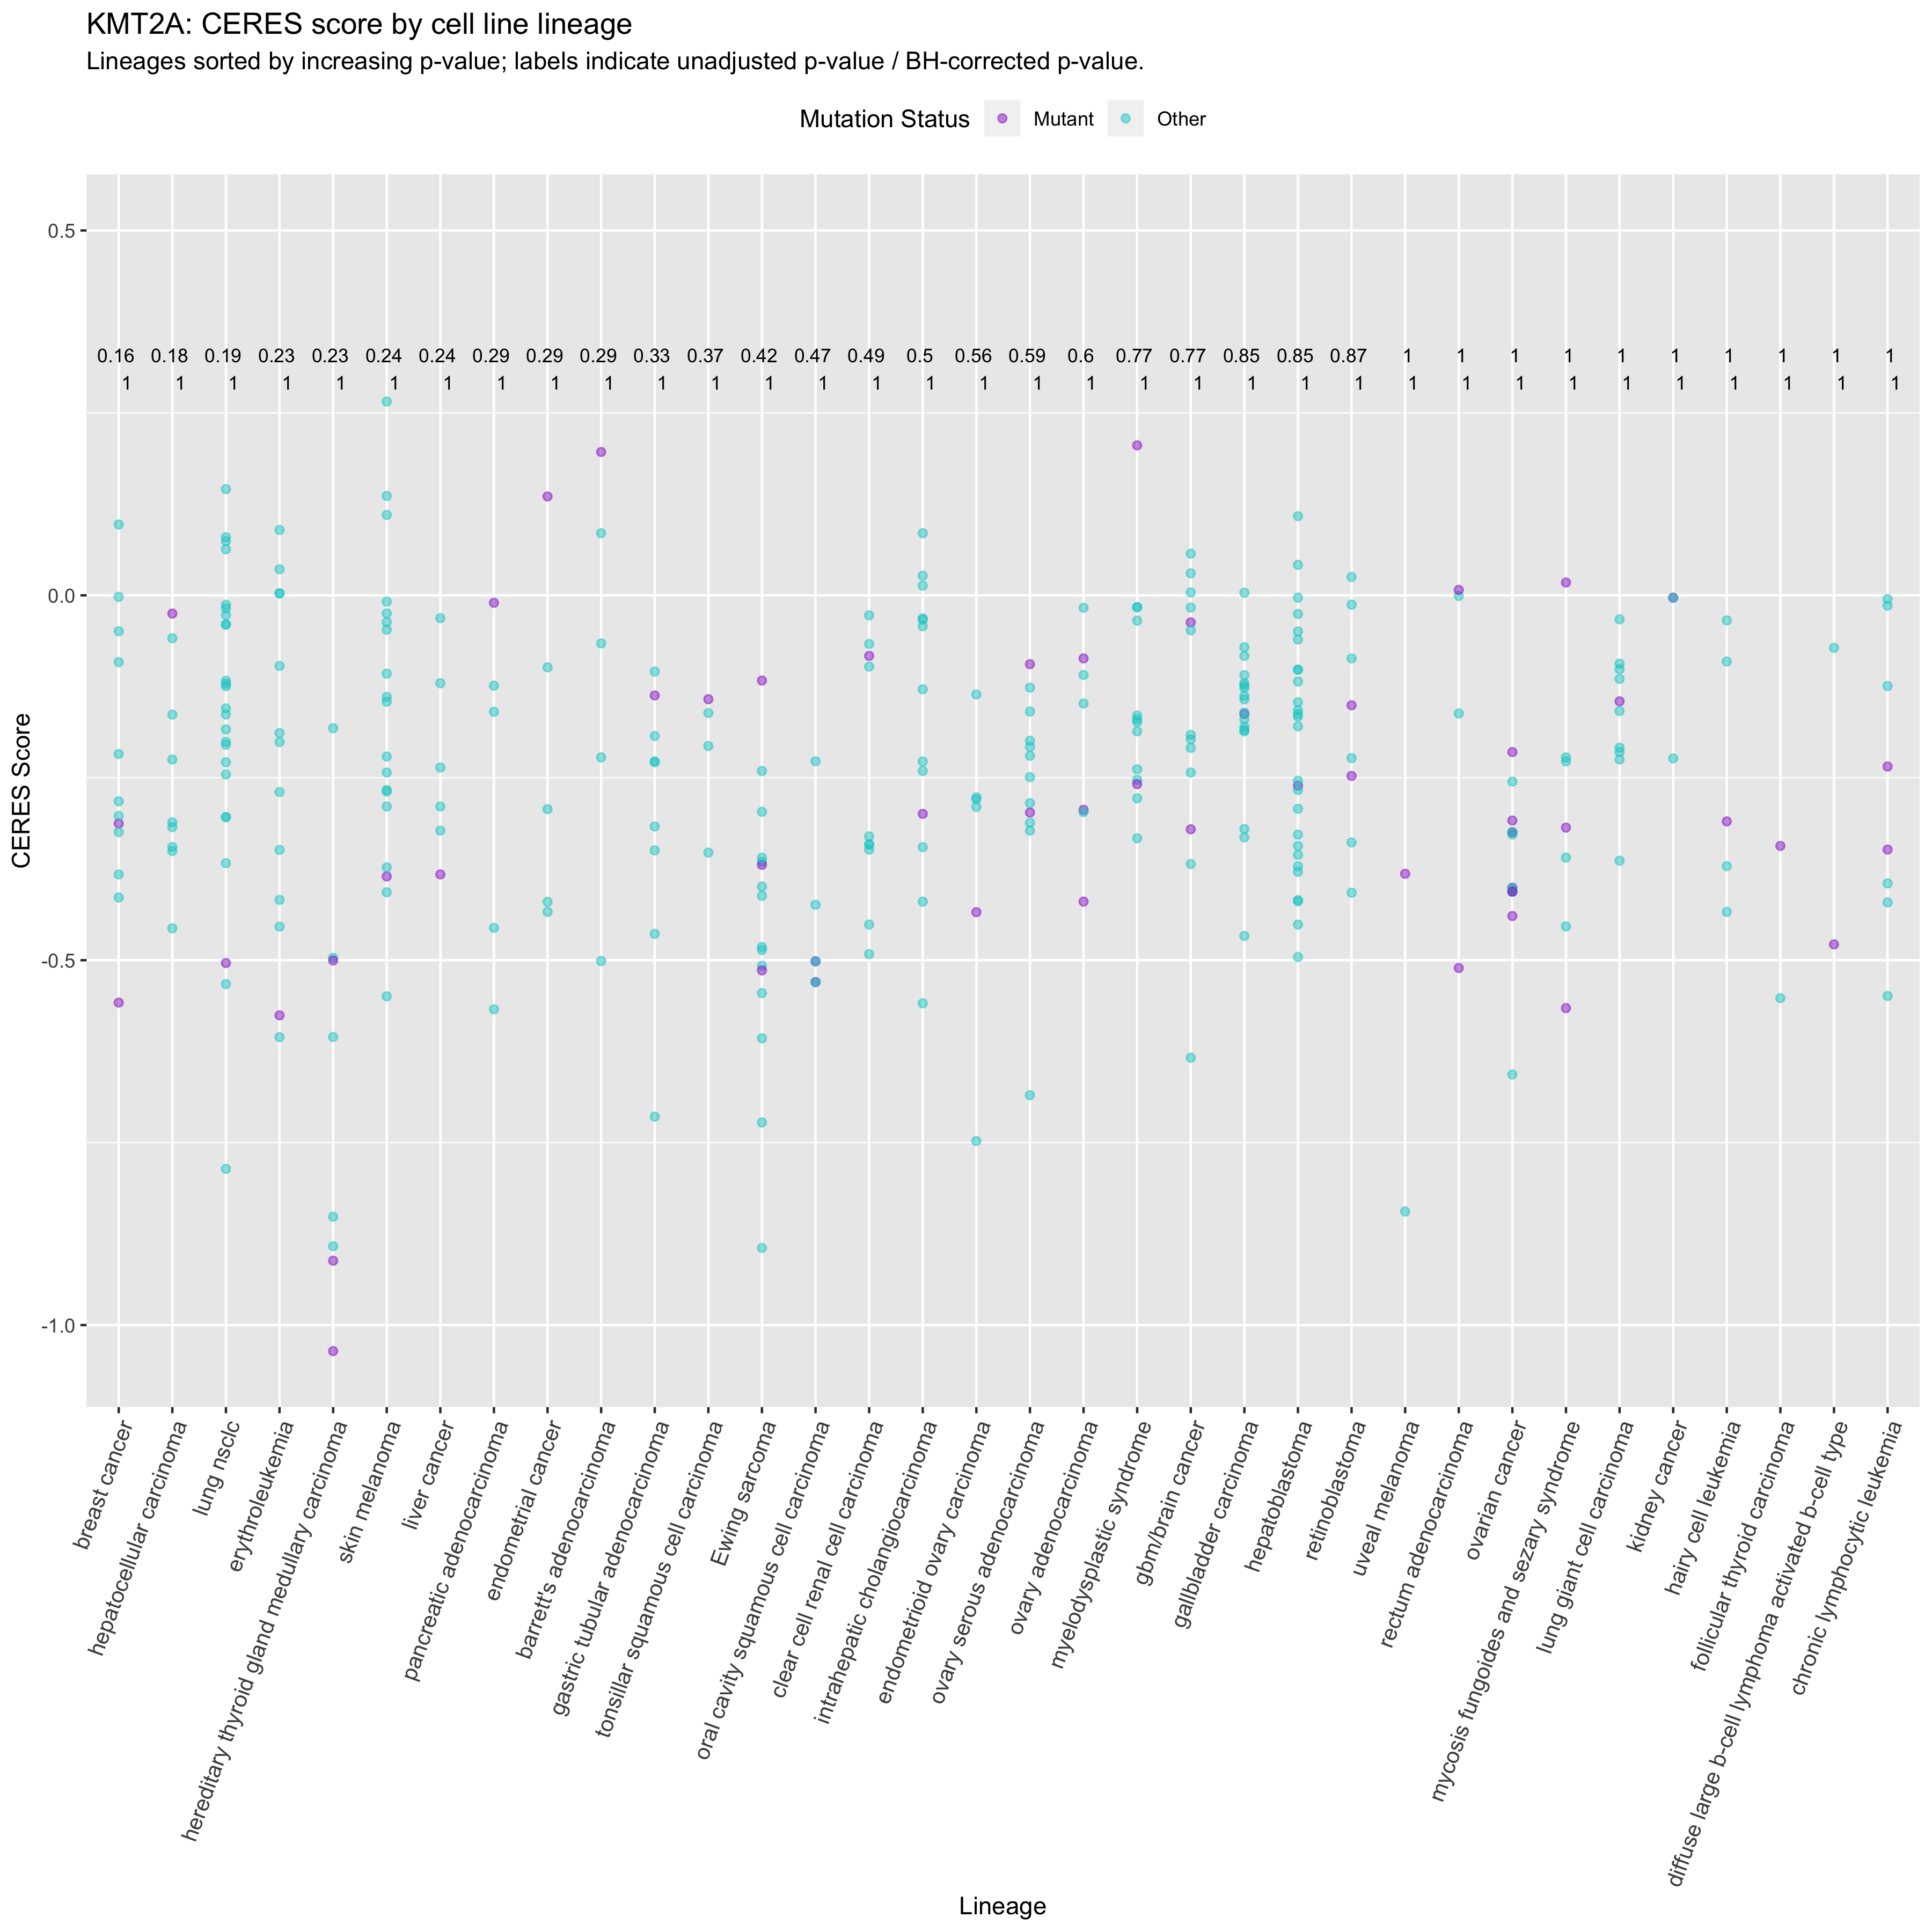 KMT2A: CERES score by cell line lineage
Lineages sorted by increasing p-value; labels indicate unadjusted p-value / BH-corrected p-value.
Mutation Status Mutant Other
0.5
0.16 0.18 0.19 0.23 0.23 0.24 0.24 0.29 0.29 0.29 0.33 0.37 0.42 0.47 0.49 0.5 0.56 0.59 0.6 0.77 0.77 0.85 0.85 0.87 1 1 1 1 1 1 1 1 1 1
1 1 1 1 1 1 1 1 1 1 1 1 1 1 1 1 1 1 1 1 1 1 1 1 1 1 1 1 1 1 1 1 1 1
0.0
CERES Score
-0.5
-1.0
breast cancer
hepatocellular carcinoma
lung nsclc
erythroleukemia
hereditary thyroid gland medullary carcinoma
skin melanoma
liver cancer
pancreatic adenocarcinoma
endometrial cancer
barrett's adenocarcinoma
gastric tubular adenocarcinoma
tonsillar squamous cell carcinoma
Ewing sarcoma
oral cavity squamous cell carcinoma
clear cell renal cell carcinoma
intrahepatic cholangiocarcinoma
endometrioid ovary carcinoma
ovary serous adenocarcinoma
ovary adenocarcinoma
myelodysplastic syndrome
gbm/brain cancer
gallbladder carcinoma
hepatoblastoma
retinoblastoma
uveal melanoma
rectum adenocarcinoma
ovarian cancer
mycosis fungoides and sezary syndrome
lung giant cell carcinoma
kidney cancer
hairy cell leukemia
follicular thyroid carcinoma
diffuse large b-cell lymphoma activated b-cell type
chronic lymphocytic leukemia
Lineage